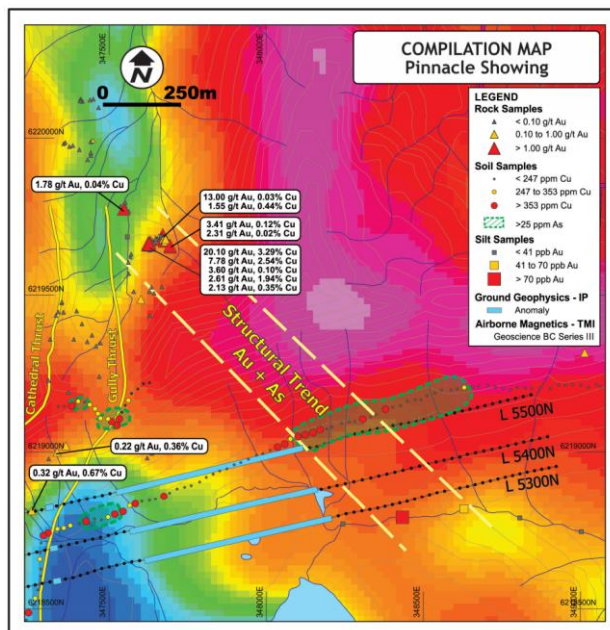 COMPILATION MAP
Pinnacle Showing
347500E
348000E
N
0 250m
LEGEND
Rock Samples
< 0.10 g/t Au
0.10 to 1.00 g/t Au
> 1.00 g/t Au
Soil Samples
< 247 ppm Cu
247 to 353 ppm Cu
> 353 ppm Cu
>25 ppm As
Silt Samples
< 41 ppb Au
41 to 70 ppb Au
> 70 ppb Au
Ground Geophysics - IP
Anomaly
Airborne Magnetics - TMI
Geoscience BC Series III
6220000N
1.78 g/t Au, 0.04% Cu
13.00 g/t Au, 0.03% Cu
1.55 g/t Au, 0.44% Cu
3.41 g/t Au, 0.12% Cu
2.31 g/t Au, 0.02% Cu
20.10 g/t Au, 3.29% Cu
7.78 g/t Au, 2.54% Cu
3.60 g/t Au, 0.10% Cu
2.61 g/t Au, 1.94% Cu
2.13 g/t Au, 0.35% Cu
6219500N
Cathedral Thrust
Gully Thrust
Structural Trend
Au + As
L 5500N
6219000N
6219000N
0.22 g/t Au, 0.36% Cu
L 5400N
0.32 g/t Au, 0.67% Cu
L 5300N
6218500N
347500E
348000E
348500E